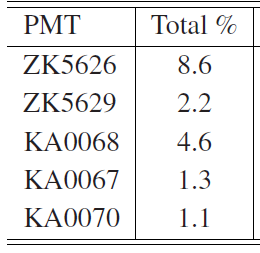 PMT Total %
ZK5626 8.6
ZK5629 2.2
KA0068 4.6
KA0067 1.3
KA0070 1.1